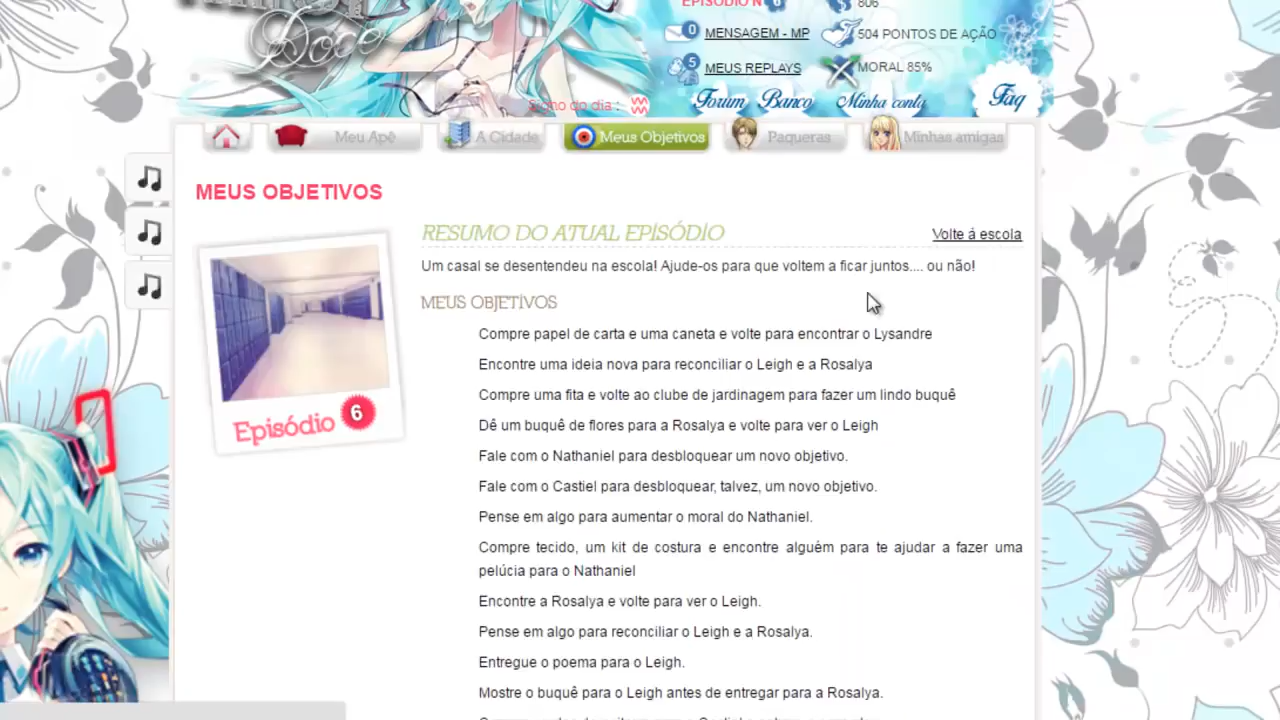 Doce
EPISÓDIO N
6
806
0
MENSAGEM - MP
504 PONTOS DE AÇÃO
5
MEUS REPLAYS
MORAL 85%
Signo do dia :
Forum
Banco
Minha conta
Faq
Meu Apê
A Cidade
Meus Objetivos
Paqueras
Minhas amigas
MEUS OBJETIVOS
RESUMO DO ATUAL EPISÓDIO
Volte á escola
Um casal se desentendeu na escola! Ajude-os para que voltem a ficar juntos.... ou não!
MEUS OBJETIVOS
Compre papel de carta e uma caneta e volte para encontrar o Lysandre
Encontre uma ideia nova para reconciliar o Leigh e a Rosalya
Compre uma fita e volte ao clube de jardinagem para fazer um lindo buquê
Dê um buquê de flores para a Rosalya e volte para ver o Leigh
Episódio 6
Fale com o Nathaniel para desbloquear um novo objetivo.
Fale com o Castiel para desbloquear, talvez, um novo objetivo.
Pense em algo para aumentar o moral do Nathaniel.
Compre tecido, um kit de costura e encontre alguém para te ajudar a fazer uma
pelúcia para o Nathaniel
Encontre a Rosalya e volte para ver o Leigh.
Pense em algo para reconciliar o Leigh e a Rosalya.
Entregue o poema para o Leigh.
Mostre o buquê para o Leigh antes de entregar para a Rosalya.